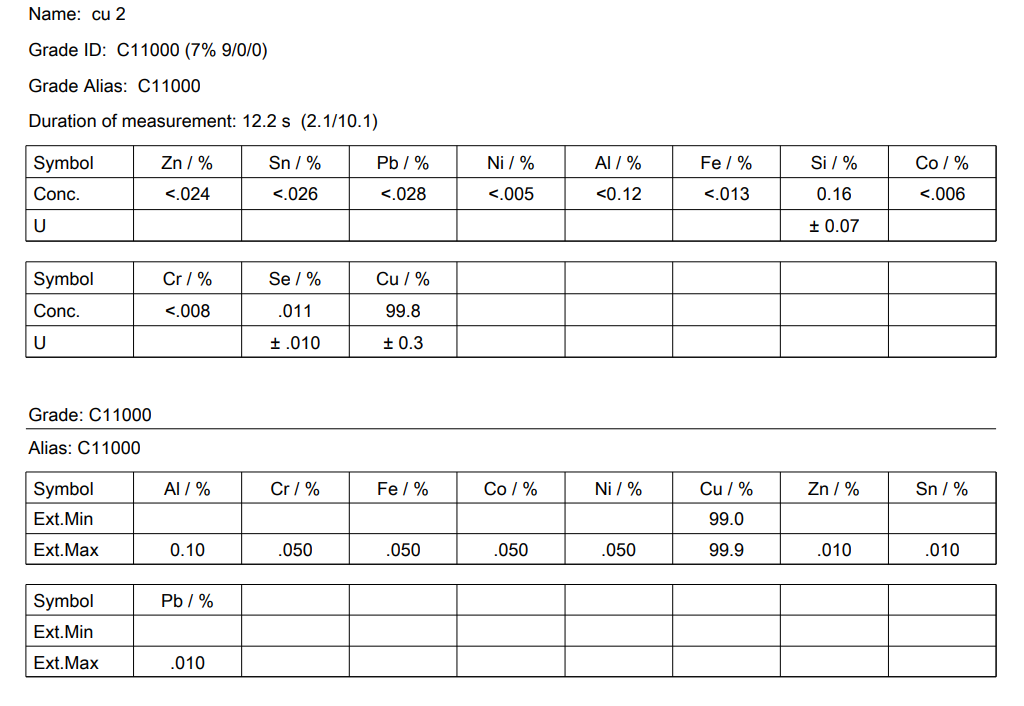 Name: cu 2
Grade ID: C11000 (7% 9/0/0)
Grade Alias: C11000
Duration of measurement: 12.2 s (2.1/10.1)
Symbol Zn / % Sn / % Pb / % Ni / % Al / % Fe / % Si / % Co / %
Conc. <.024 <.026 <.028 <.005 <0.12 <.013 0.16 <.006
U ± 0.07
Symbol Cr / % Se / % Cu / %
Conc. <.008 .011 99.8
U ± .010 ± 0.3
Grade: C11000
Alias: C11000
Symbol Al / % Cr / % Fe / % Co / % Ni / % Cu / % Zn / % Sn / %
Ext.Min 99.0
Ext.Max 0.10 .050 .050 .050 .050 99.9 .010 .010
Symbol Pb / %
Ext.Min
Ext.Max .010